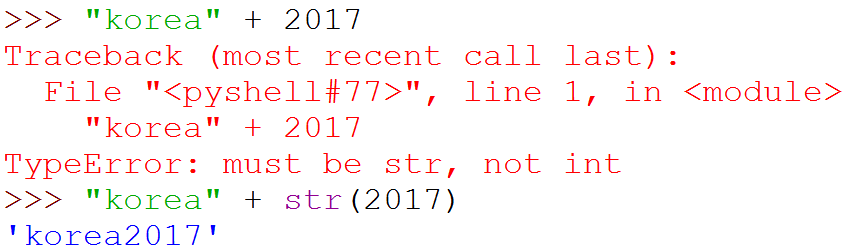 >>> "korea" + 2017
Traceback (most recent call last):
  File "<pyshell#77>", line 1, in <module>
    "korea" + 2017
TypeError: must be str, not int
>>> "korea" + str(2017)
'korea2017'